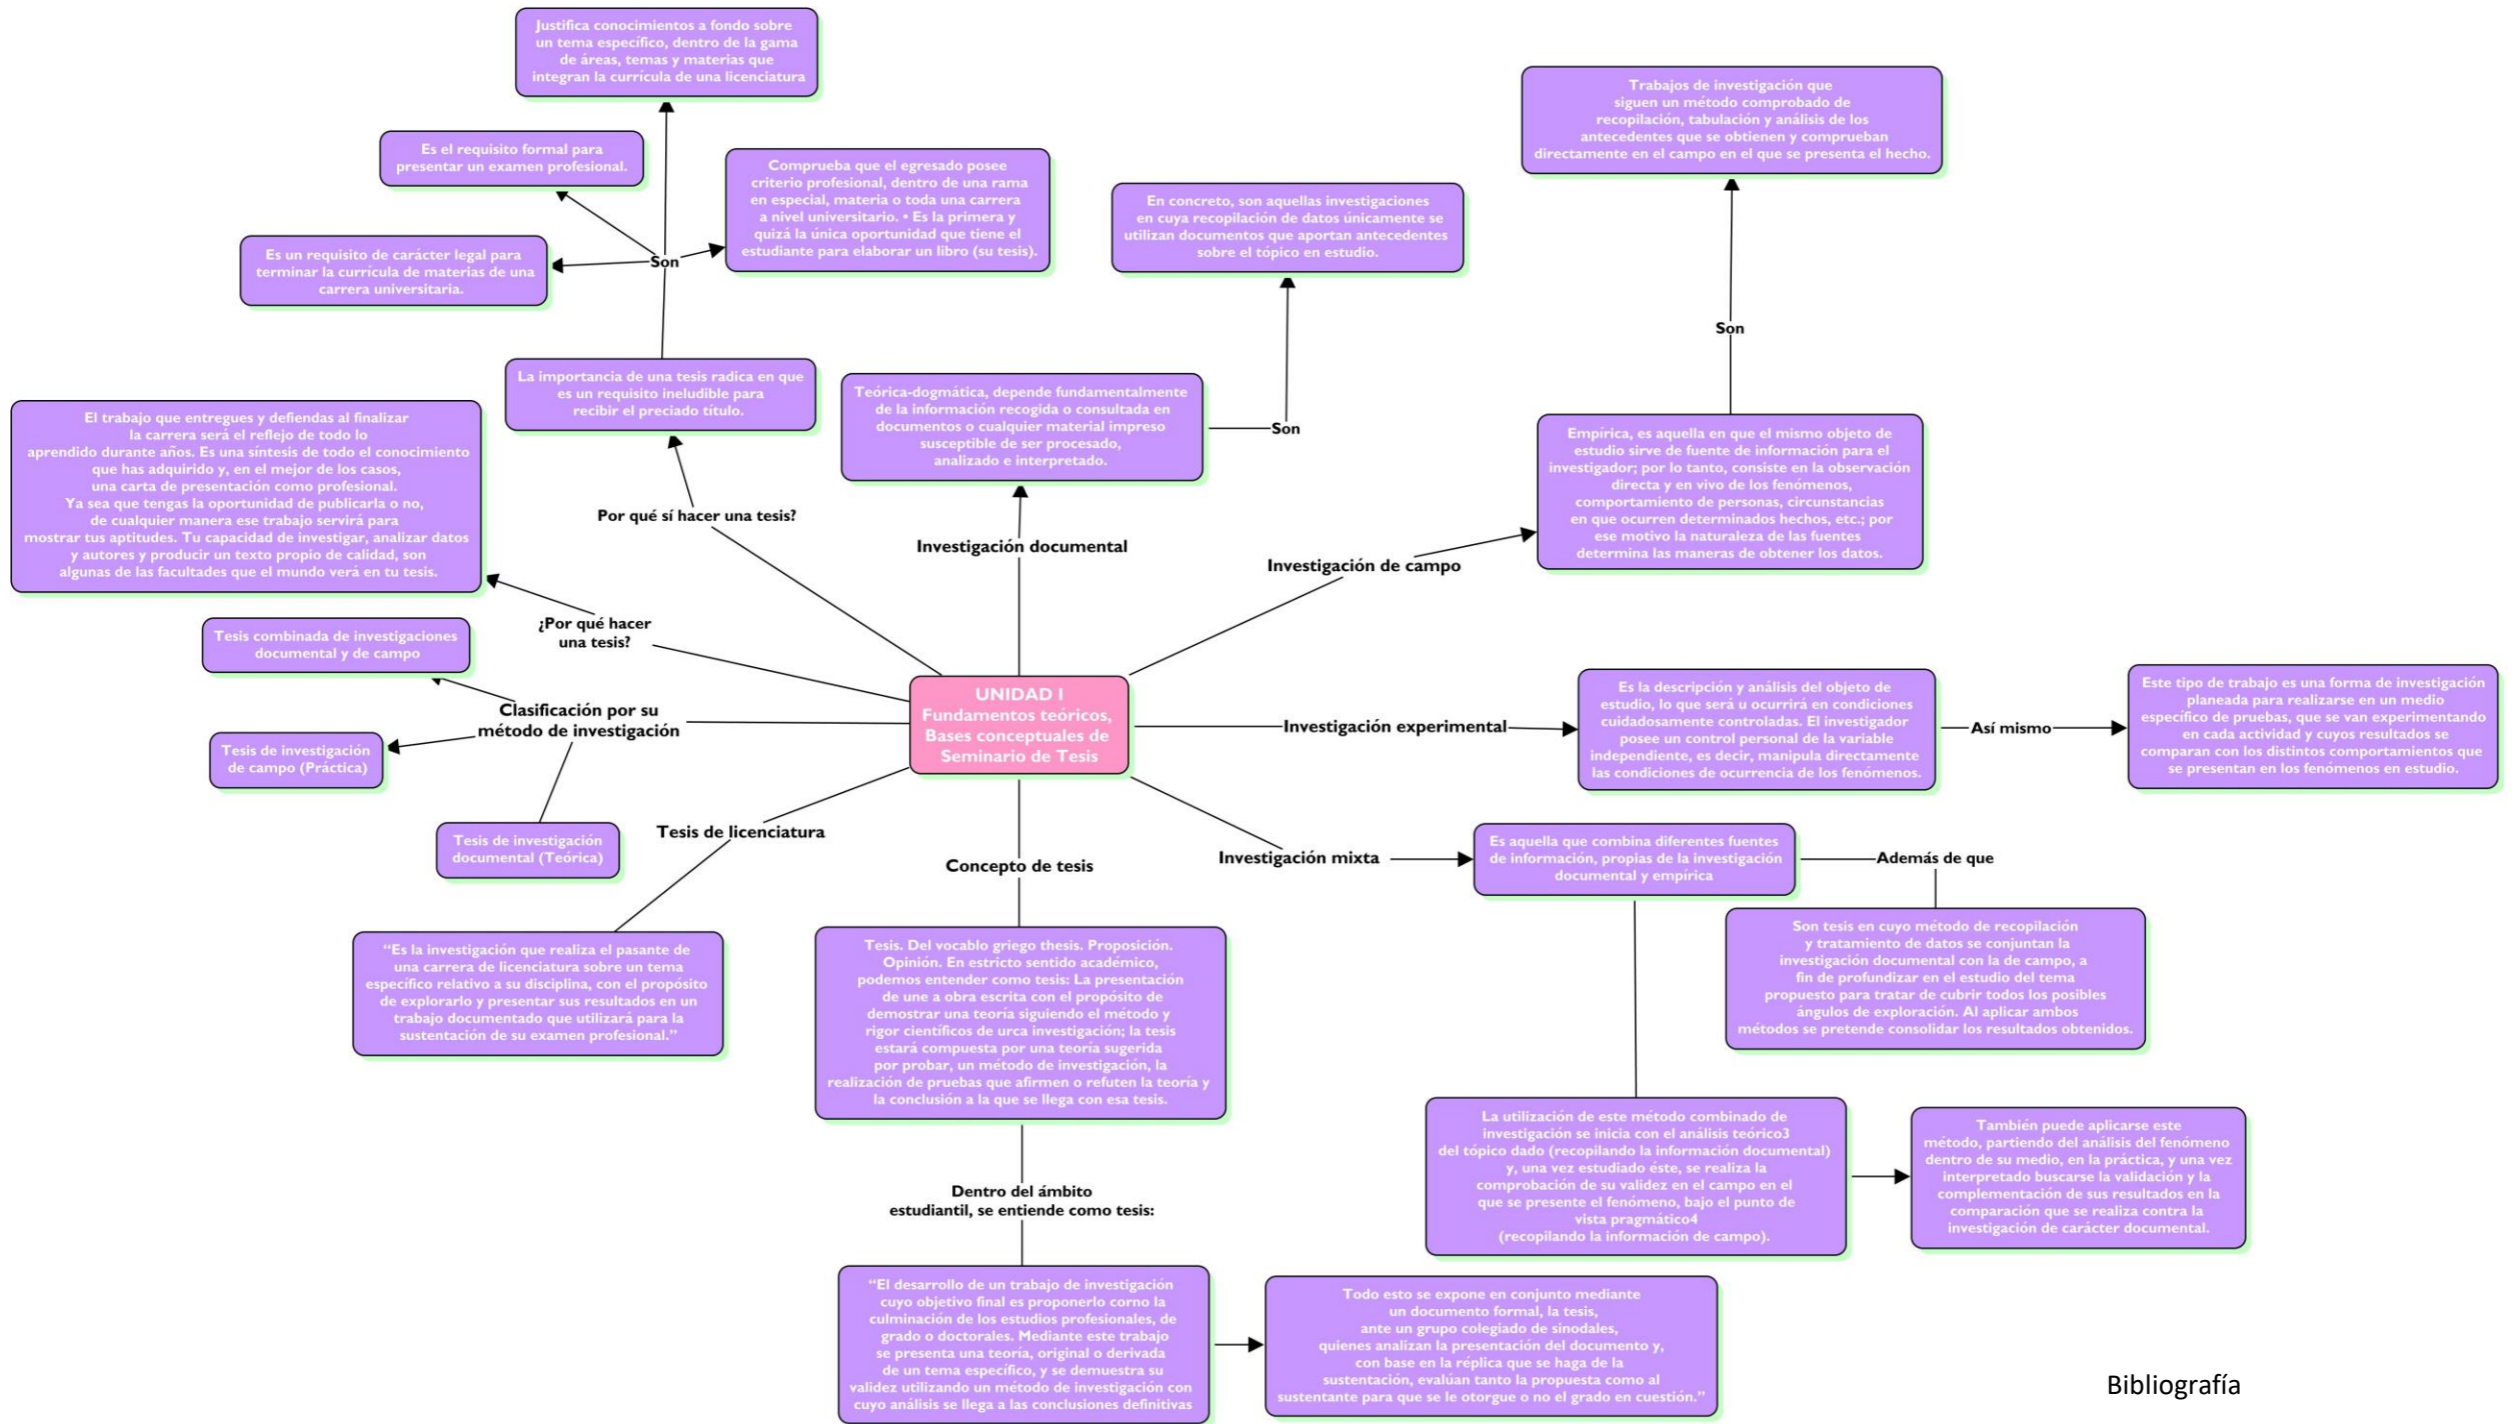 Justifica conocimientos a fondo sobre
un tema específico, dentro de la gama
de áreas, temas y materias que
integran la currícula de una licenciatura
Es el requisito formal para
presentar un examen profesional.
Comprueba que el egresado posee
criterio profesional, dentro de una rama
en especial, materia o toda una carrera
a nivel universitario. • Es la primera y
quizá la única oportunidad que tiene el
estudiante para elaborar un libro (su tesis).
Es un requisito de carácter legal para
terminar la currícula de materias de una
carrera universitaria.
Son
La importancia de una tesis radica en que
es un requisito ineludible para
recibir el preciado título.
Por qué sí hacer una tesis?
En concreto, son aquellas investigaciones
en cuya recopilación de datos únicamente se
utilizan documentos que aportan antecedentes
sobre el tópico en estudio.
Son
Teórica-dogmática, depende fundamentalmente
de la información recogida o consultada en
documentos o cualquier material impreso
susceptible de ser procesado,
analizado e interpretado.
Investigación documental
Trabajos de investigación que
siguen un método comprobado de
recopilación, tabulación y análisis de los
antecedentes que se obtienen y comprueban
directamente en el campo en el que se presenta el hecho.
Son
Empírica, es aquella en que el mismo objeto de
estudio sirve de fuente de información para el
investigador; por lo tanto, consiste en la observación
directa y en vivo de los fenómenos,
comportamiento de personas, circunstancias
en que ocurren determinados hechos, etc.; por
ese motivo la naturaleza de las fuentes
determina las maneras de obtener los datos.
Investigación de campo
El trabajo que entregues y defiendas al finalizar
la carrera será el reflejo de todo lo
aprendido durante años. Es una síntesis de todo el conocimiento
que has adquirido y, en el mejor de los casos,
una carta de presentación como profesional.
Ya sea que tengas la oportunidad de publicarla o no,
de cualquier manera ese trabajo servirá para
mostrar tus aptitudes. Tu capacidad de investigar, analizar datos
y autores y producir un texto propio de calidad, son
algunas de las facultades que el mundo verá en tu tesis.
¿Por qué hacer
una tesis?
Tesis combinada de investigaciones
documental y de campo
Clasificación por su
método de investigación
Tesis de investigación
de campo (Práctica)
Tesis de investigación
documental (Teórica)
UNIDAD I
Fundamentos teóricos,
Bases conceptuales de
Seminario de Tesis
Investigación experimental
Es la descripción y análisis del objeto de
estudio, lo que será u ocurrirá en condiciones
cuidadosamente controladas. El investigador
posee un control personal de la variable
independiente, es decir, manipula directamente
las condiciones de ocurrencia de los fenómenos.
Así mismo
Este tipo de trabajo es una forma de investigación
planeada para realizarse en un medio
específico de pruebas, que se van experimentando
en cada actividad y cuyos resultados se
comparan con los distintos comportamientos que
se presentan en los fenómenos en estudio.
Tesis de licenciatura
“Es la investigación que realiza el pasante de
una carrera de licenciatura sobre un tema
específico relativo a su disciplina, con el propósito
de explorarlo y presentar sus resultados en un
trabajo documentado que utilizará para la
sustentación de su examen profesional.”
Concepto de tesis
Tesis. Del vocablo griego thesis. Proposición.
Opinión. En estricto sentido académico,
podemos entender como tesis: La presentación
de une a obra escrita con el propósito de
demostrar una teoría siguiendo el método y
rigor científicos de urca investigación; la tesis
estará compuesta por una teoría sugerida
por probar, un método de investigación, la
realización de pruebas que afirmen o refuten la teoría y
la conclusión a la que se llega con esa tesis.
Dentro del ámbito
estudiantil, se entiende como tesis:
“El desarrollo de un trabajo de investigación
cuyo objetivo final es proponerlo corno la
culminación de los estudios profesionales, de
grado o doctorales. Mediante este trabajo
se presenta una teoría, original o derivada
de un tema específico, y se demuestra su
validez utilizando un método de investigación con
cuyo análisis se llega a las conclusiones definitivas
Todo esto se expone en conjunto mediante
un documento formal, la tesis,
ante un grupo colegiado de sinodales,
quienes analizan la presentación del documento y,
con base en la réplica que se haga de la
sustentación, evalúan tanto la propuesta como al
sustentante para que se le otorgue o no el grado en cuestión.”
Investigación mixta
Es aquella que combina diferentes fuentes
de información, propias de la investigación
documental y empírica
Además de que
Son tesis en cuyo método de recopilación
y tratamiento de datos se conjuntan la
investigación documental con la de campo, a
fin de profundizar en el estudio del tema
propuesto para tratar de cubrir todos los posibles
ángulos de exploración. Al aplicar ambos
métodos se pretende consolidar los resultados obtenidos.
La utilización de este método combinado de
investigación se inicia con el análisis teórico3
del tópico dado (recopilando la información documental)
y, una vez estudiado éste, se realiza la
comprobación de su validez en el campo en el
que se presente el fenómeno, bajo el punto de
vista pragmático4
(recopilando la información de campo).
También puede aplicarse este
método, partiendo del análisis del fenómeno
dentro de su medio, en la práctica, y una vez
interpretado buscarse la validación y la
complementación de sus resultados en la
comparación que se realiza contra la
investigación de carácter documental.
Bibliografía